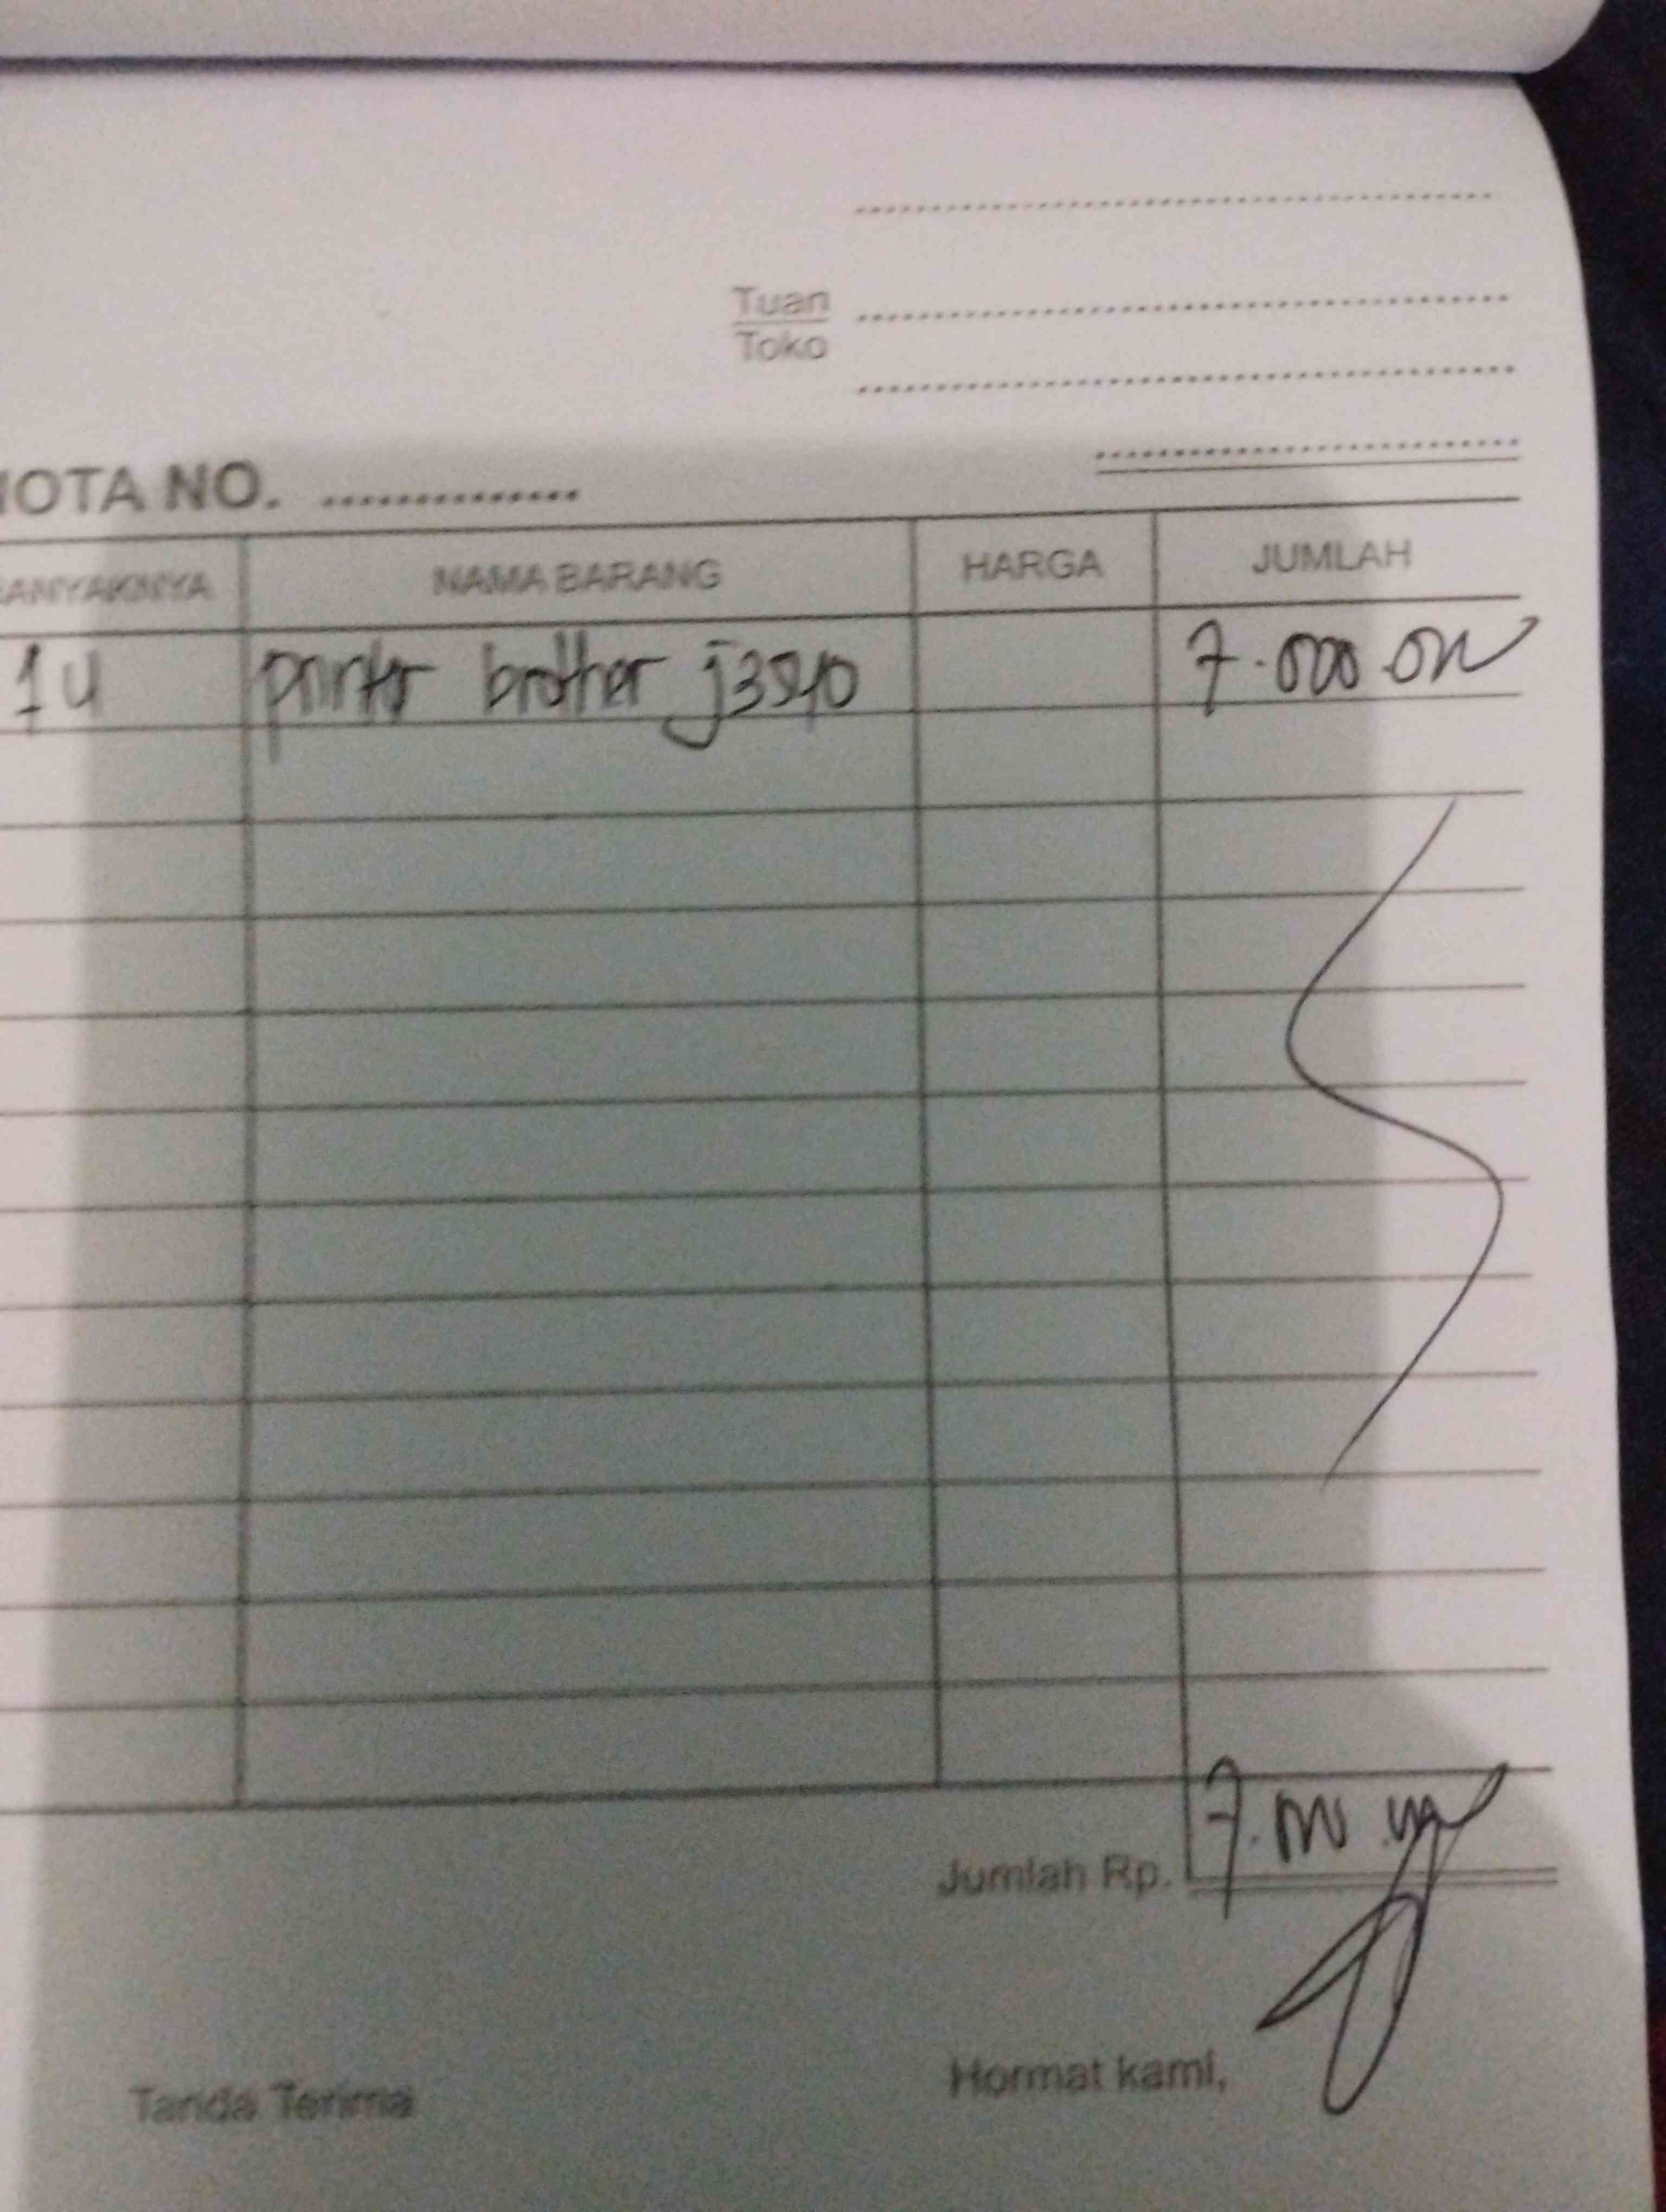 Tuan
Toko
NOTA NO. ..............
BANYAKNYA NAMA BARANG HARGA JUMLAH
1 u printer brother j3540 7.000.000
Jumlah Rp. 7.000.000
Tanda Terima Hormat kami,